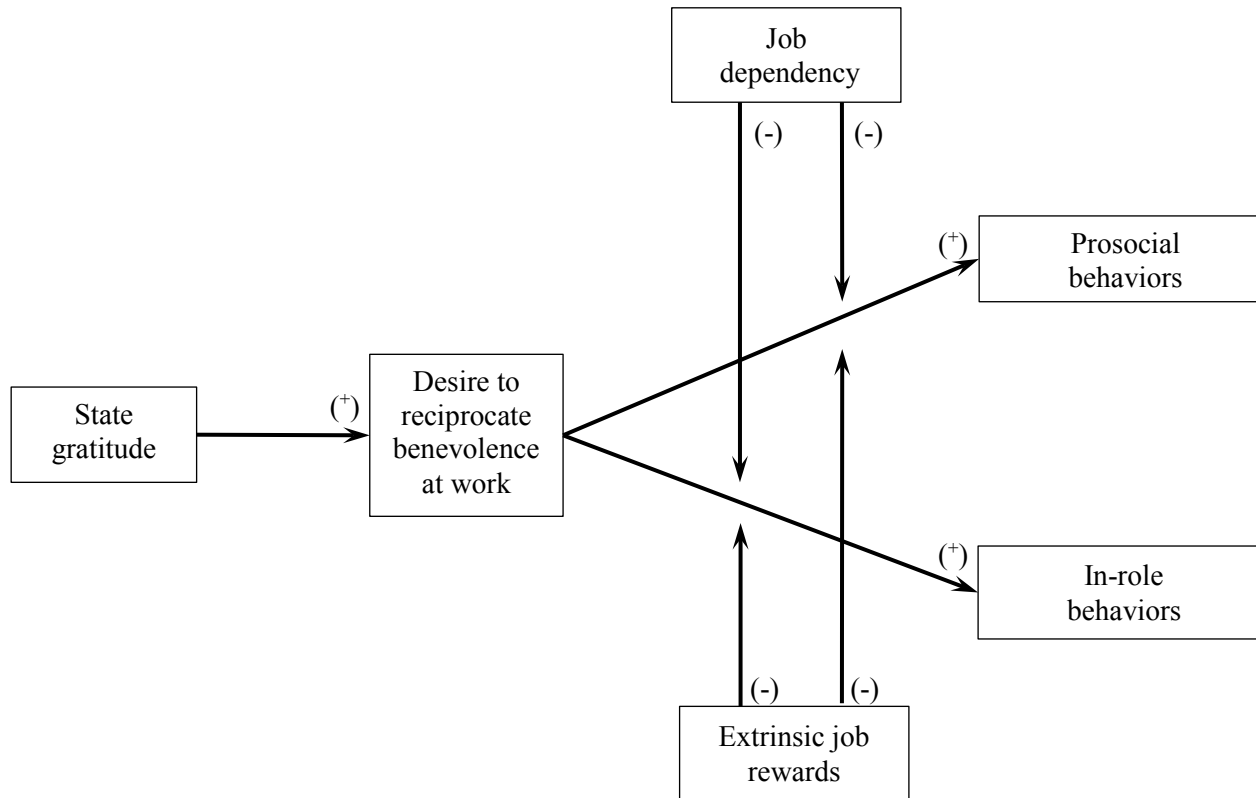 Job
dependency
(-)
(-)
(+)
Prosocial
behaviors
State
gratitude
(+)
Desire to
reciprocate
benevolence
at work
(+)
In-role
behaviors
(-)
(-)
Extrinsic job
rewards